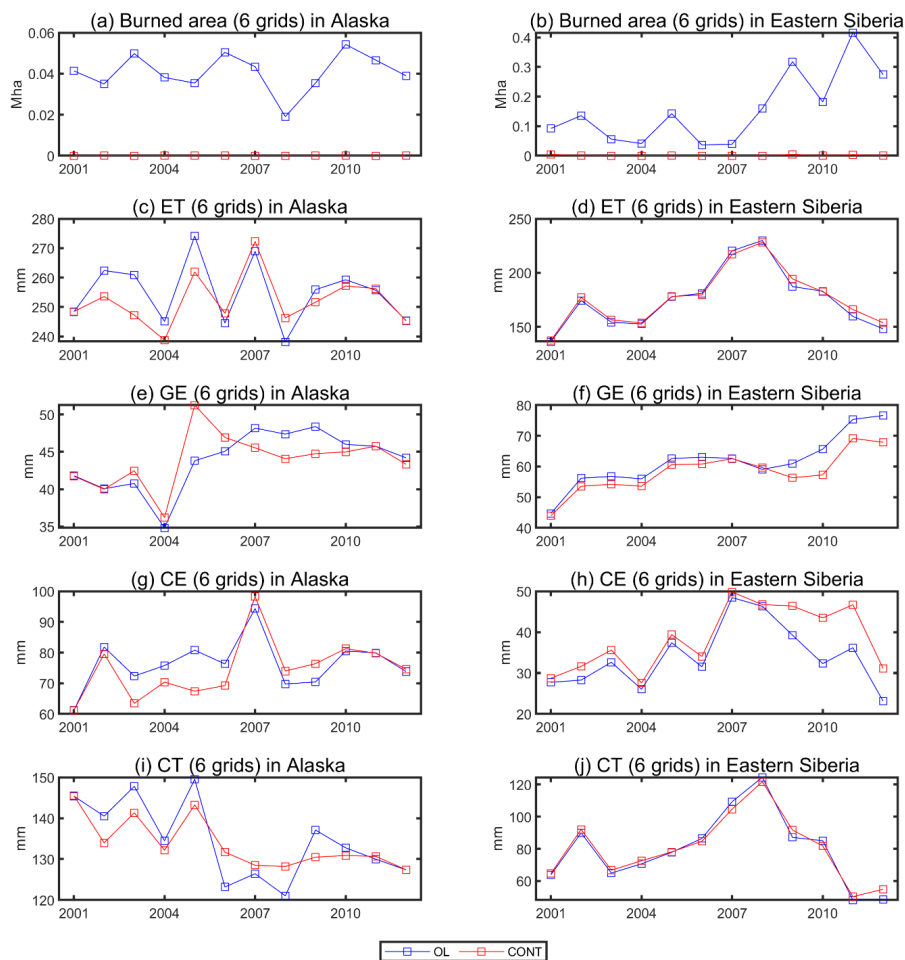 (a) Burned area (6 grids) in Alaska
0.06
0.04
0.02
0
Mha
2001 2004 2007 2010
(b) Burned area (6 grids) in Eastern Siberia
0.4
0.3
0.2
0.1
0
Mha
2001 2004 2007 2010
(c) ET (6 grids) in Alaska
280
270
260
250
240
mm
2001 2004 2007 2010
(d) ET (6 grids) in Eastern Siberia
250
200
150
mm
2001 2004 2007 2010
(e) GE (6 grids) in Alaska
50
45
40
35
mm
2001 2004 2007 2010
(f) GE (6 grids) in Eastern Siberia
80
70
60
50
40
mm
2001 2004 2007 2010
(g) CE (6 grids) in Alaska
100
90
80
70
60
mm
2001 2004 2007 2010
(h) CE (6 grids) in Eastern Siberia
50
40
30
20
mm
2001 2004 2007 2010
(i) CT (6 grids) in Alaska
150
140
130
120
mm
2001 2004 2007 2010
(j) CT (6 grids) in Eastern Siberia
120
100
80
60
mm
2001 2004 2007 2010
OL CONT